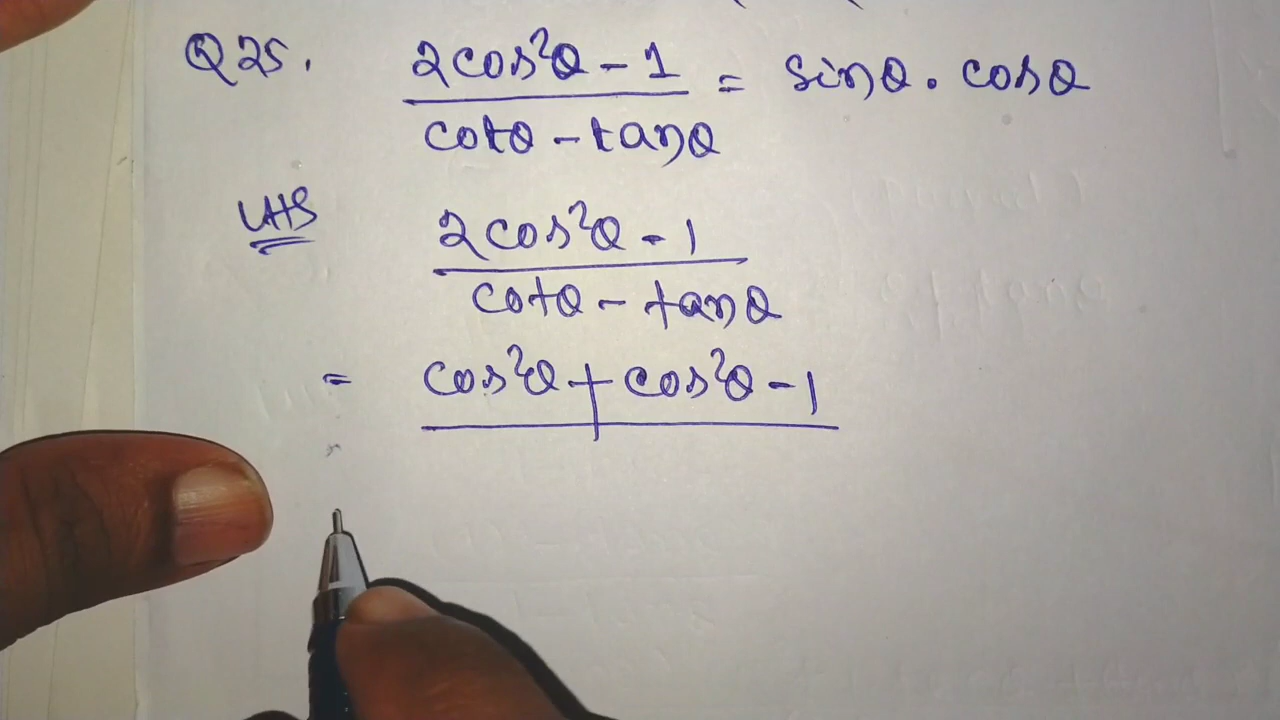 Q25. 2cos²θ - 1 = sinθ . cosθ
cotθ - tanθ
LHS 2cos²θ - 1
cotθ - tanθ
= cos²θ + cos²θ - 1